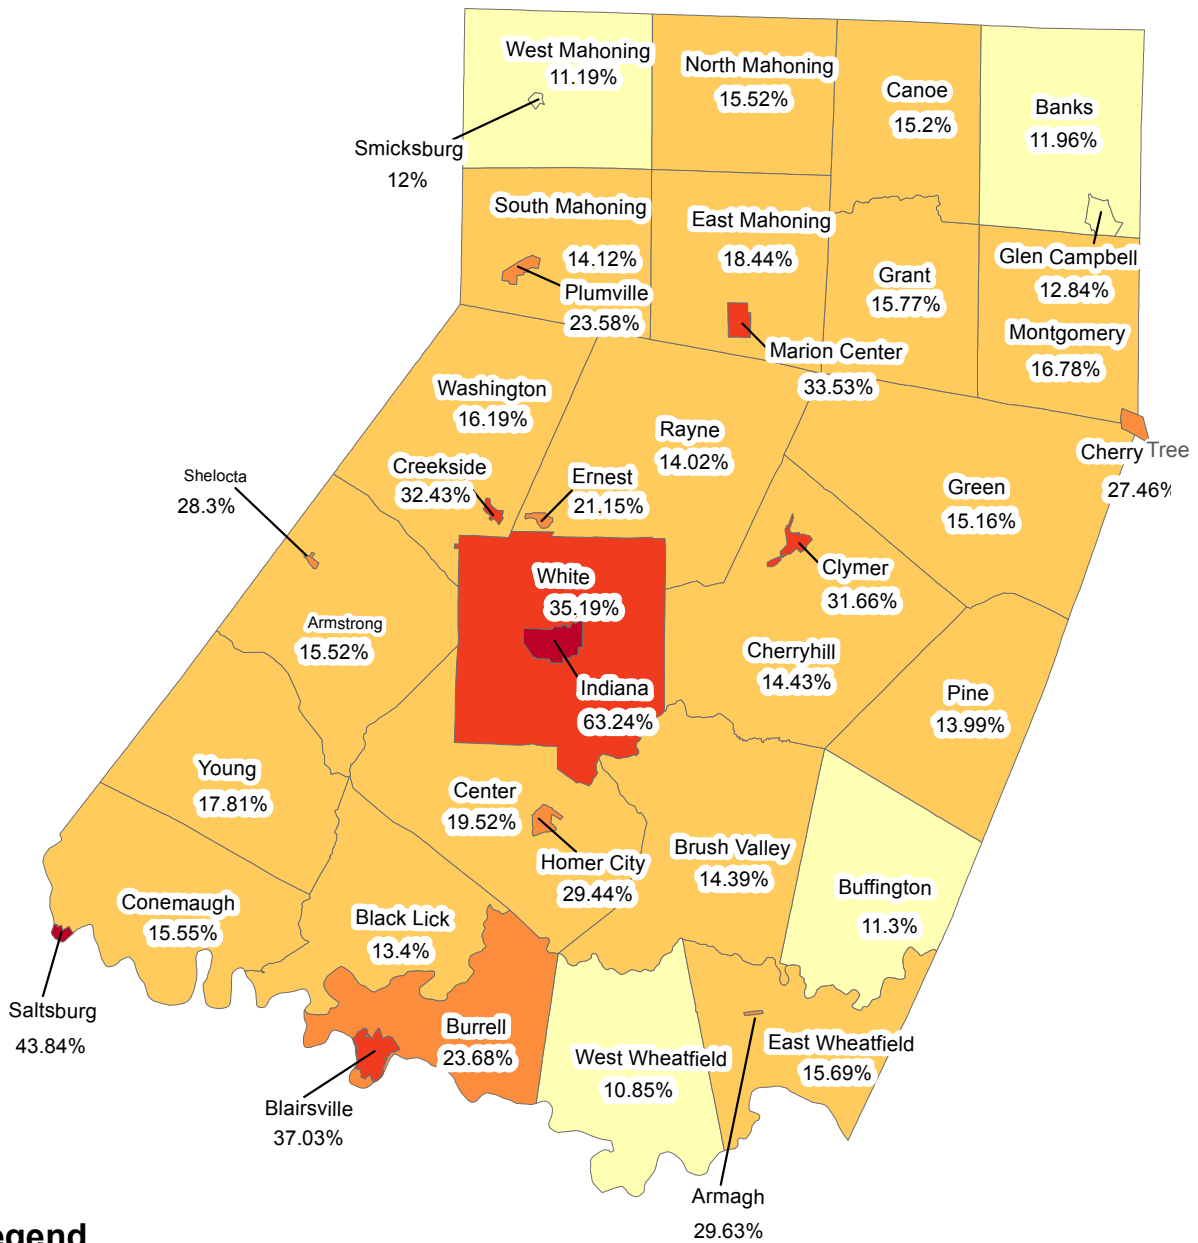 West Mahoning
11.19%
North Mahoning
15.52%
Canoe
15.2%
Banks
11.96%
Smicksburg
12%
South Mahoning
14.12%
East Mahoning
18.44%
Plumville
23.58%
Grant
15.77%
Glen Campbell
12.84%
Montgomery
16.78%
Marion Center
33.53%
Washington
16.19%
Rayne
14.02%
Cherry Tree
27.46%
Creekside
32.43%
Ernest
21.15%
Shelocta
28.3%
Green
15.16%
White
35.19%
Clymer
31.66%
Armstrong
15.52%
Cherryhill
14.43%
Indiana
63.24%
Pine
13.99%
Young
17.81%
Center
19.52%
Homer City
29.44%
Brush Valley
14.39%
Buffington
11.3%
Conemaugh
15.55%
Black Lick
13.4%
Saltsburg
43.84%
Burrell
23.68%
West Wheatfield
10.85%
East Wheatfield
15.69%
Blairsville
37.03%
Armagh
29.63%
egend